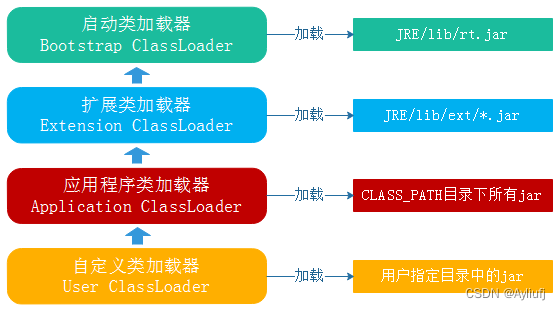 启动类加载器
Bootstrap ClassLoader
加载
JRE/lib/rt.jar
扩展类加载器
Extension ClassLoader
加载
JRE/lib/ext/*.jar
应用程序类加载器
Application ClassLoader
加载
CLASS_PATH目录下所有jar
自定义类加载器
User ClassLoader
加载
用户指定目录中的jar
CSDN @Ayliufj